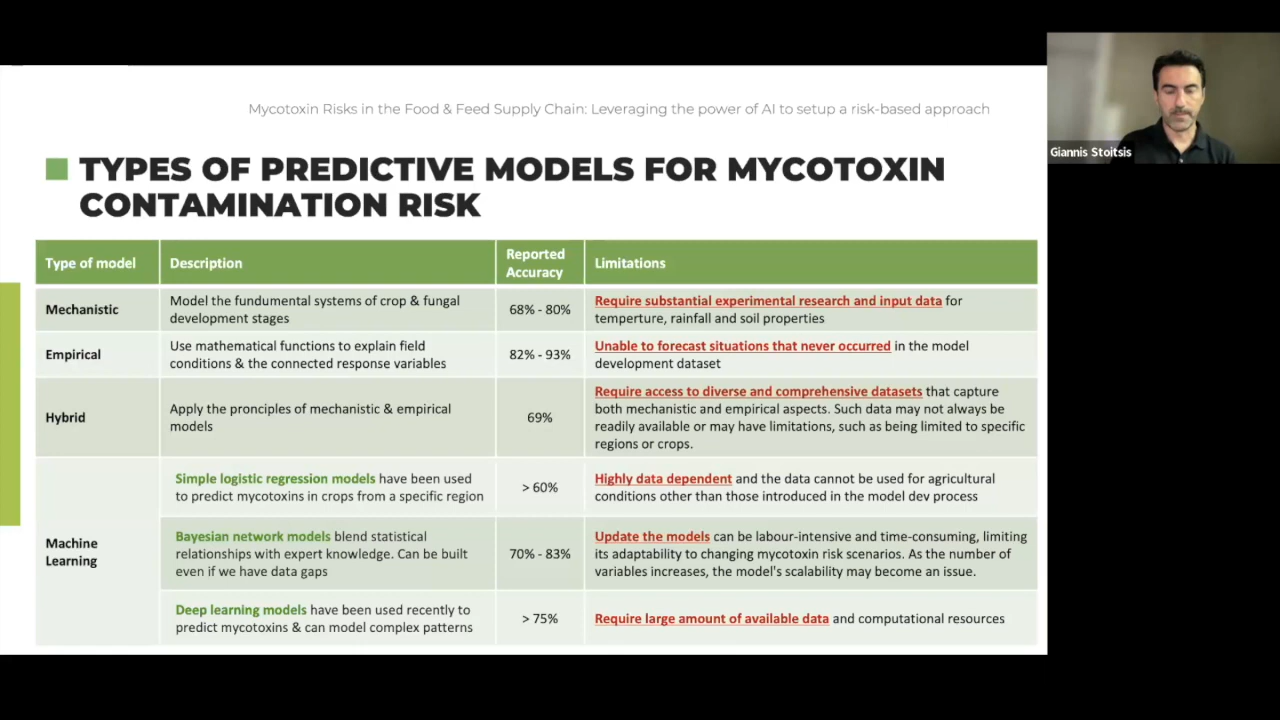 Mycotoxin Risks in the Food & Feed Supply Chain: Leveraging the power of AI to setup a risk-based approach
Giannis Stoitsis
TYPES OF PREDICTIVE MODELS FOR MYCOTOXIN
CONTAMINATION RISK
Type of model
Description
Reported
Accuracy
Limitations
Mechanistic
Model the fundumental systems of crop & fungal
development stages
68% - 80%
Require substantial experimental research and input data for
temperture, rainfall and soil properties
Empirical
Use mathematical functions to explain field
conditions & the connected response variables
82% - 93%
Unable to forecast situations that never occurred in the model
development dataset
Hybrid
Apply the pronciples of mechanistic & empirical
models
69%
Require access to diverse and comprehensive datasets that capture
both mechanistic and empirical aspects. Such data may not always be
readily available or may have limitations, such as being limited to specific
regions or crops.
Machine
Learning
Simple logistic regression models have been used
to predict mycotoxins in crops from a specific region
> 60%
Highly data dependent and the data cannot be used for agricultural
conditions other than those introduced in the model dev process
Bayesian network models blend statistical
relationships with expert knowledge. Can be built
even if we have data gaps
70% - 83%
Update the models can be labour-intensive and time-consuming, limiting
its adaptability to changing mycotoxin risk scenarios. As the number of
variables increases, the model's scalability may become an issue.
Deep learning models have been used recently to
predict mycotoxins & can model complex patterns
> 75%
Require large amount of available data and computational resources